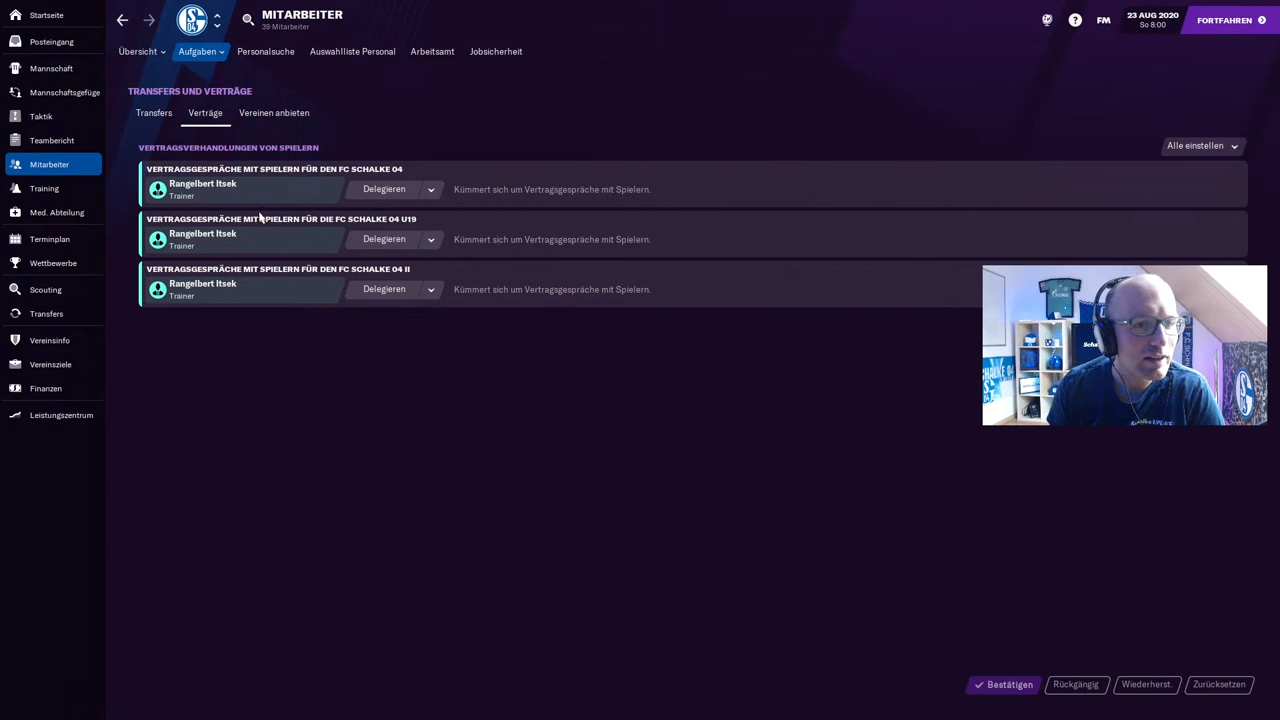 Startseite
Posteingang
Mannschaft
Mannschaftsgefüge
Taktik
Teambericht
Mitarbeiter
Training
Med. Abteilung
Terminplan
Wettbewerbe
Scouting
Transfers
Vereinsinfo
Vereinsziele
Finanzen
Leistungszentrum
MITARBEITER
39 Mitarbeiter
FM
23 AUG 2020
So 8:00
FORTFAHREN
Übersicht
Aufgaben
Personalsuche
Auswahlliste Personal
Arbeitsamt
Jobsicherheit
TRANSFERS UND VERTRÄGE
Transfers
Verträge
Vereinen anbieten
VERTRAGSVERHANDLUNGEN VON SPIELERN
Alle einstellen
VERTRAGSGESPRÄCHE MIT SPIELERN FÜR DEN FC SCHALKE 04
Rangelbert Itsek
Trainer
Delegieren
Kümmert sich um Vertragsgespräche mit Spielern.
VERTRAGSGESPRÄCHE MIT SPIELERN FÜR DIE FC SCHALKE 04 U19
Rangelbert Itsek
Trainer
Delegieren
Kümmert sich um Vertragsgespräche mit Spielern.
VERTRAGSGESPRÄCHE MIT SPIELERN FÜR DEN FC SCHALKE 04 II
Rangelbert Itsek
Trainer
Delegieren
Kümmert sich um Vertragsgespräche mit Spielern.
SCHALKE 04
Bestätigen
Rückgängig
Wiederherst.
Zurücksetzen